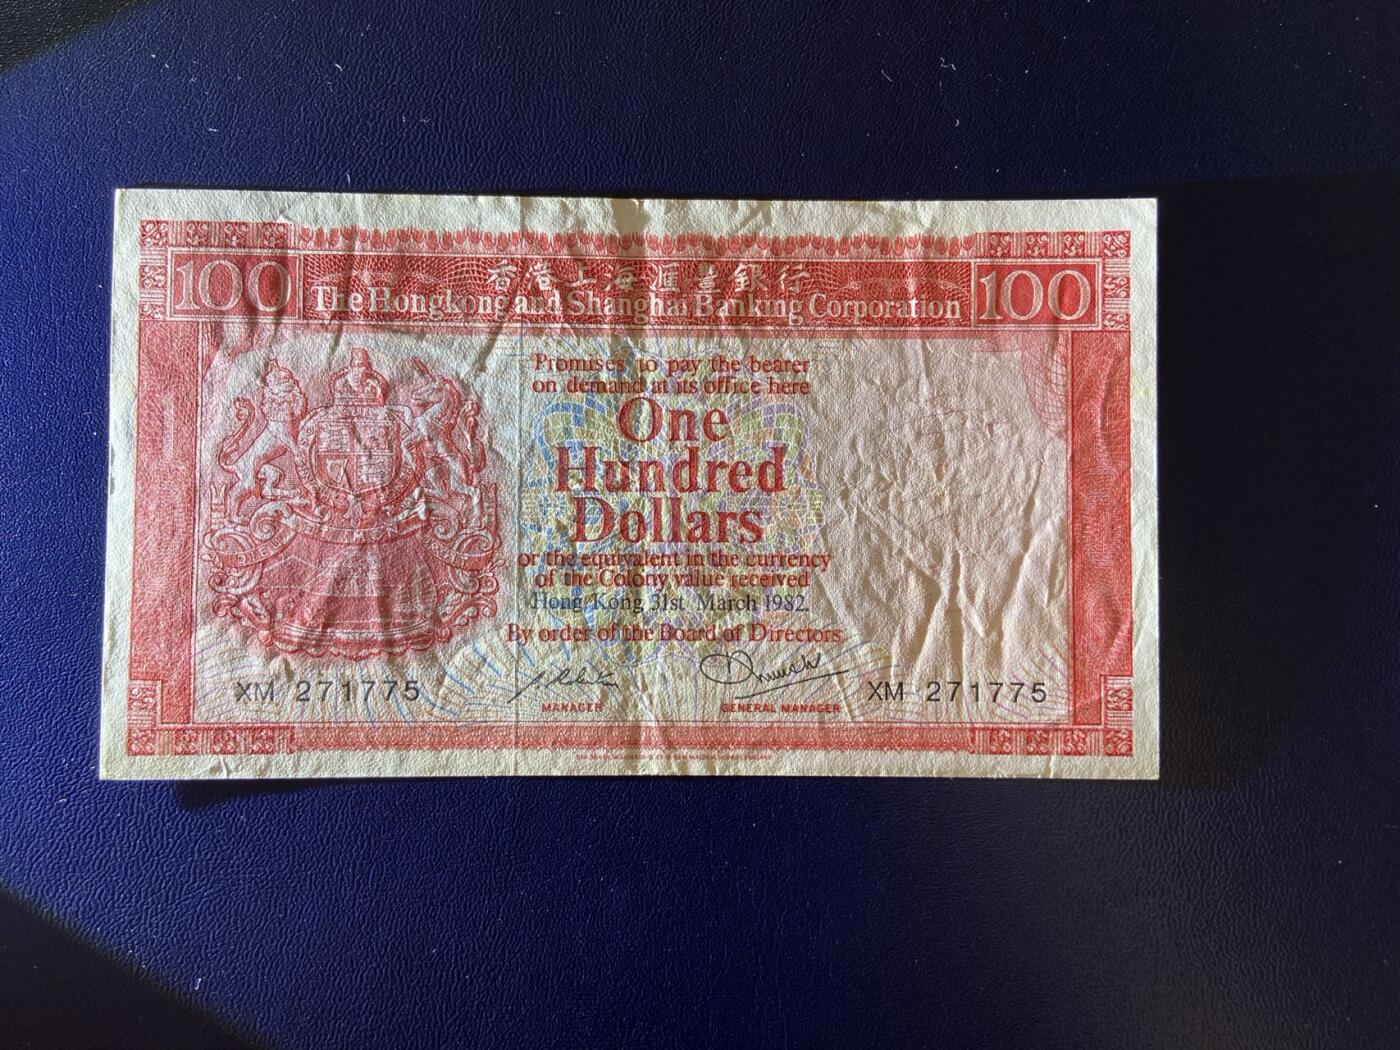 香港上海匯豐銀行
100 The Hongkong and Shanghai Banking Corporation 100
Promises to pay the bearer
on demand at its office here
One
Hundred
Dollars
or the equivalent in the currency
of the Colony value received
Hong Kong 31st March 1982.
By order of the Board of Directors
XM 271775 XM 271775
MANAGER GENERAL MANAGER